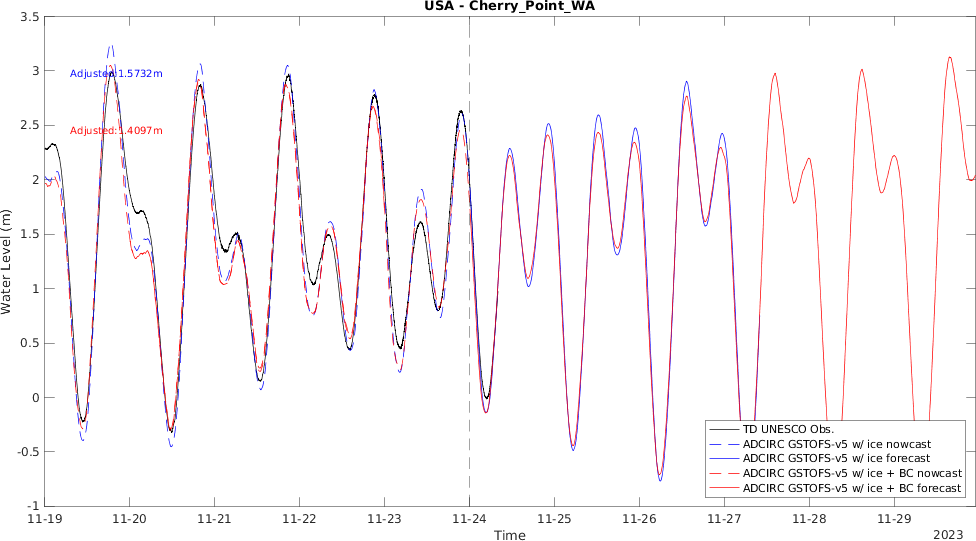 USA - Cherry_Point_WA
3.5
3
2.5
2
1.5
1
0.5
0
-0.5
-1
Water Level (m)
Adjusted:1.5732m
Adjusted:1.4097m
TD UNESCO Obs.
ADCIRC GSTOFS-v5 w/ ice nowcast
ADCIRC GSTOFS-v5 w/ ice forecast
ADCIRC GSTOFS-v5 w/ ice + BC nowcast
ADCIRC GSTOFS-v5 w/ ice + BC forecast
11-19 11-20 11-21 11-22 11-23 11-24 11-25 11-26 11-27 11-28 11-29
Time
2023